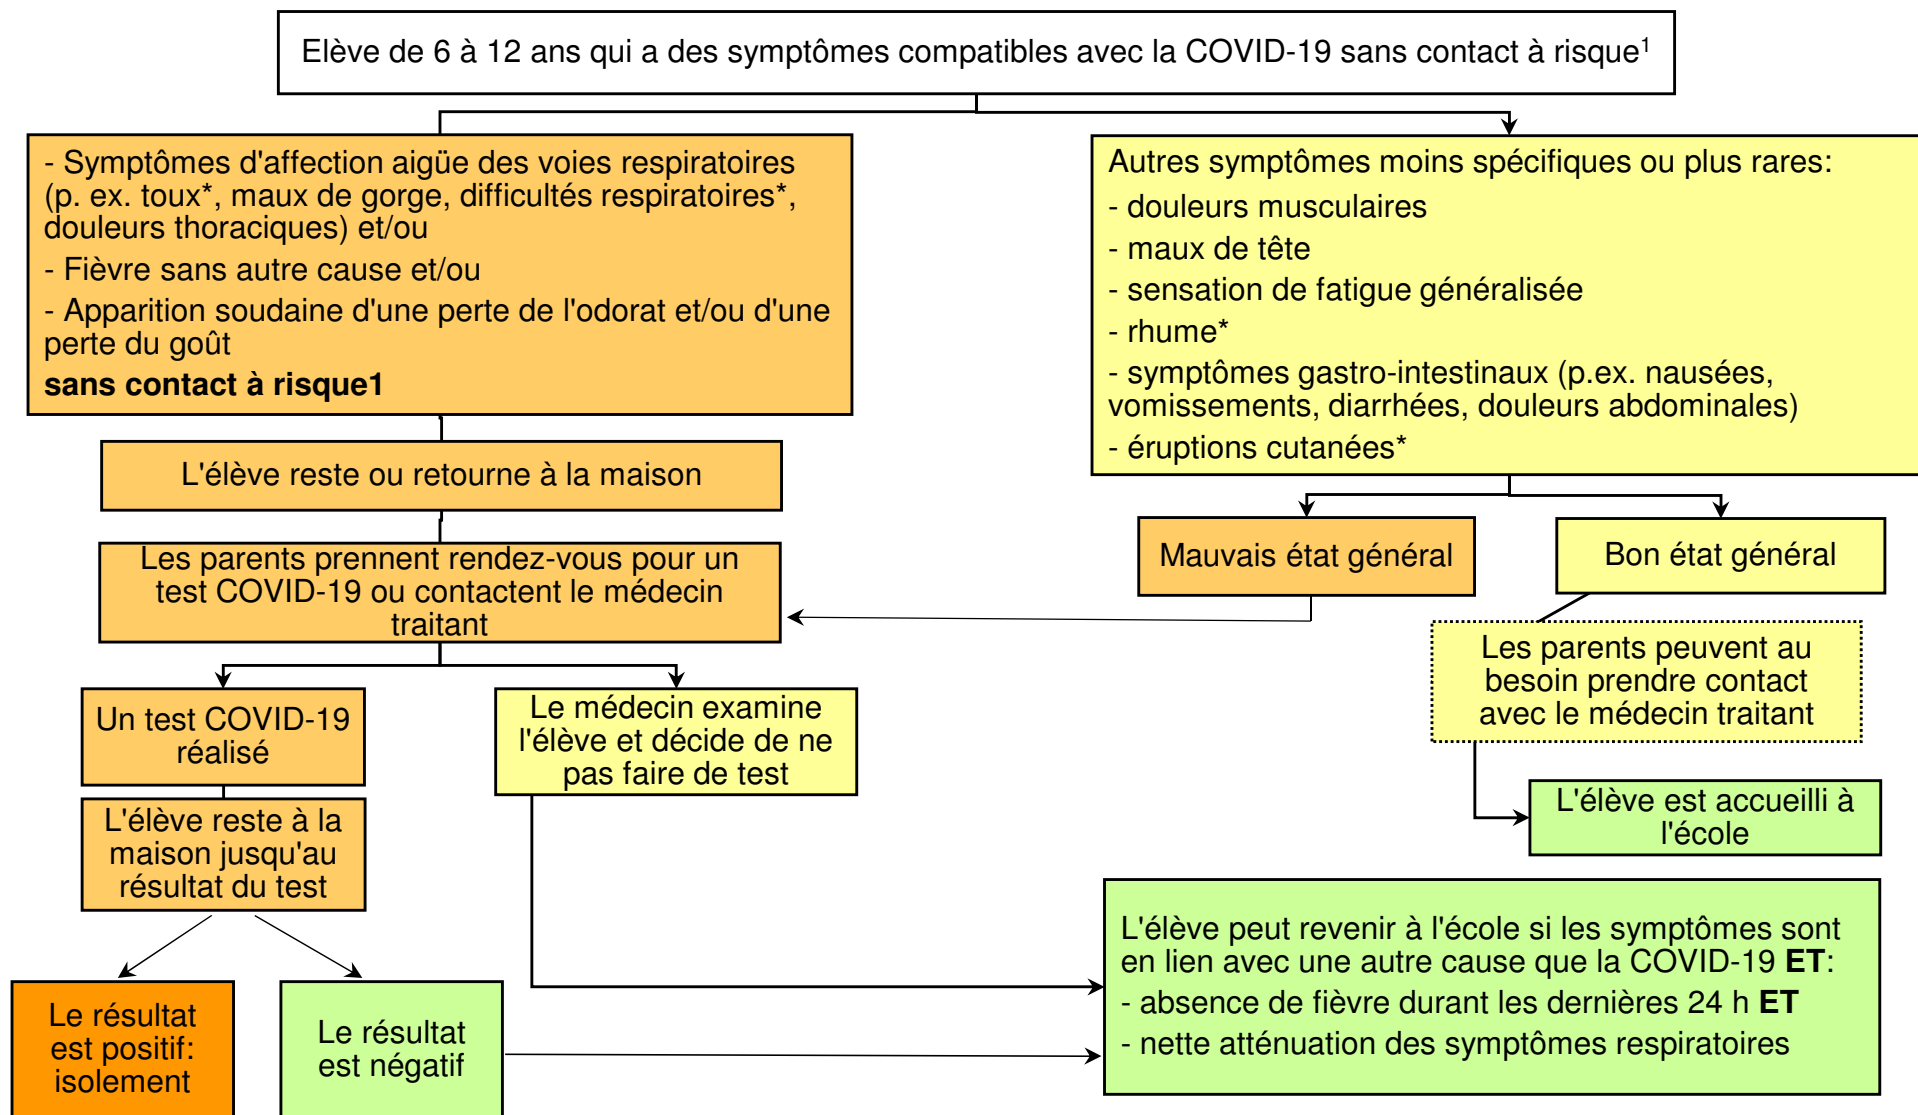 Elève de 6 à 12 ans qui a des symptômes compatibles avec la COVID-19 sans contact à risque1
- Symptômes d'affection aigüe des voies respiratoires
(p. ex. toux*, maux de gorge, difficultés respiratoires*,
douleurs thoraciques) et/ou
- Fièvre sans autre cause et/ou
- Apparition soudaine d'une perte de l'odorat et/ou d'une
perte du goût
sans contact à risque1
Autres symptômes moins spécifiques ou plus rares:
- douleurs musculaires
- maux de tête
- sensation de fatigue généralisée
- rhume*
- symptômes gastro-intestinaux (p.ex. nausées,
vomissements, diarrhées, douleurs abdominales)
- éruptions cutanées*
L'élève reste ou retourne à la maison
Les parents prennent rendez-vous pour un
test COVID-19 ou contactent le médecin
traitant
Mauvais état général
Bon état général
Les parents peuvent au
besoin prendre contact
avec le médecin traitant
Un test COVID-19
réalisé
Le médecin examine
l'élève et décide de ne
pas faire de test
L'élève est accueilli à
l'école
L'élève reste à la
maison jusqu'au
résultat du test
L'élève peut revenir à l'école si les symptômes sont
en lien avec une autre cause que la COVID-19 ET:
- absence de fièvre durant les dernières 24 h ET
- nette atténuation des symptômes respiratoires
Le résultat
est positif:
isolement
Le résultat
est négatif